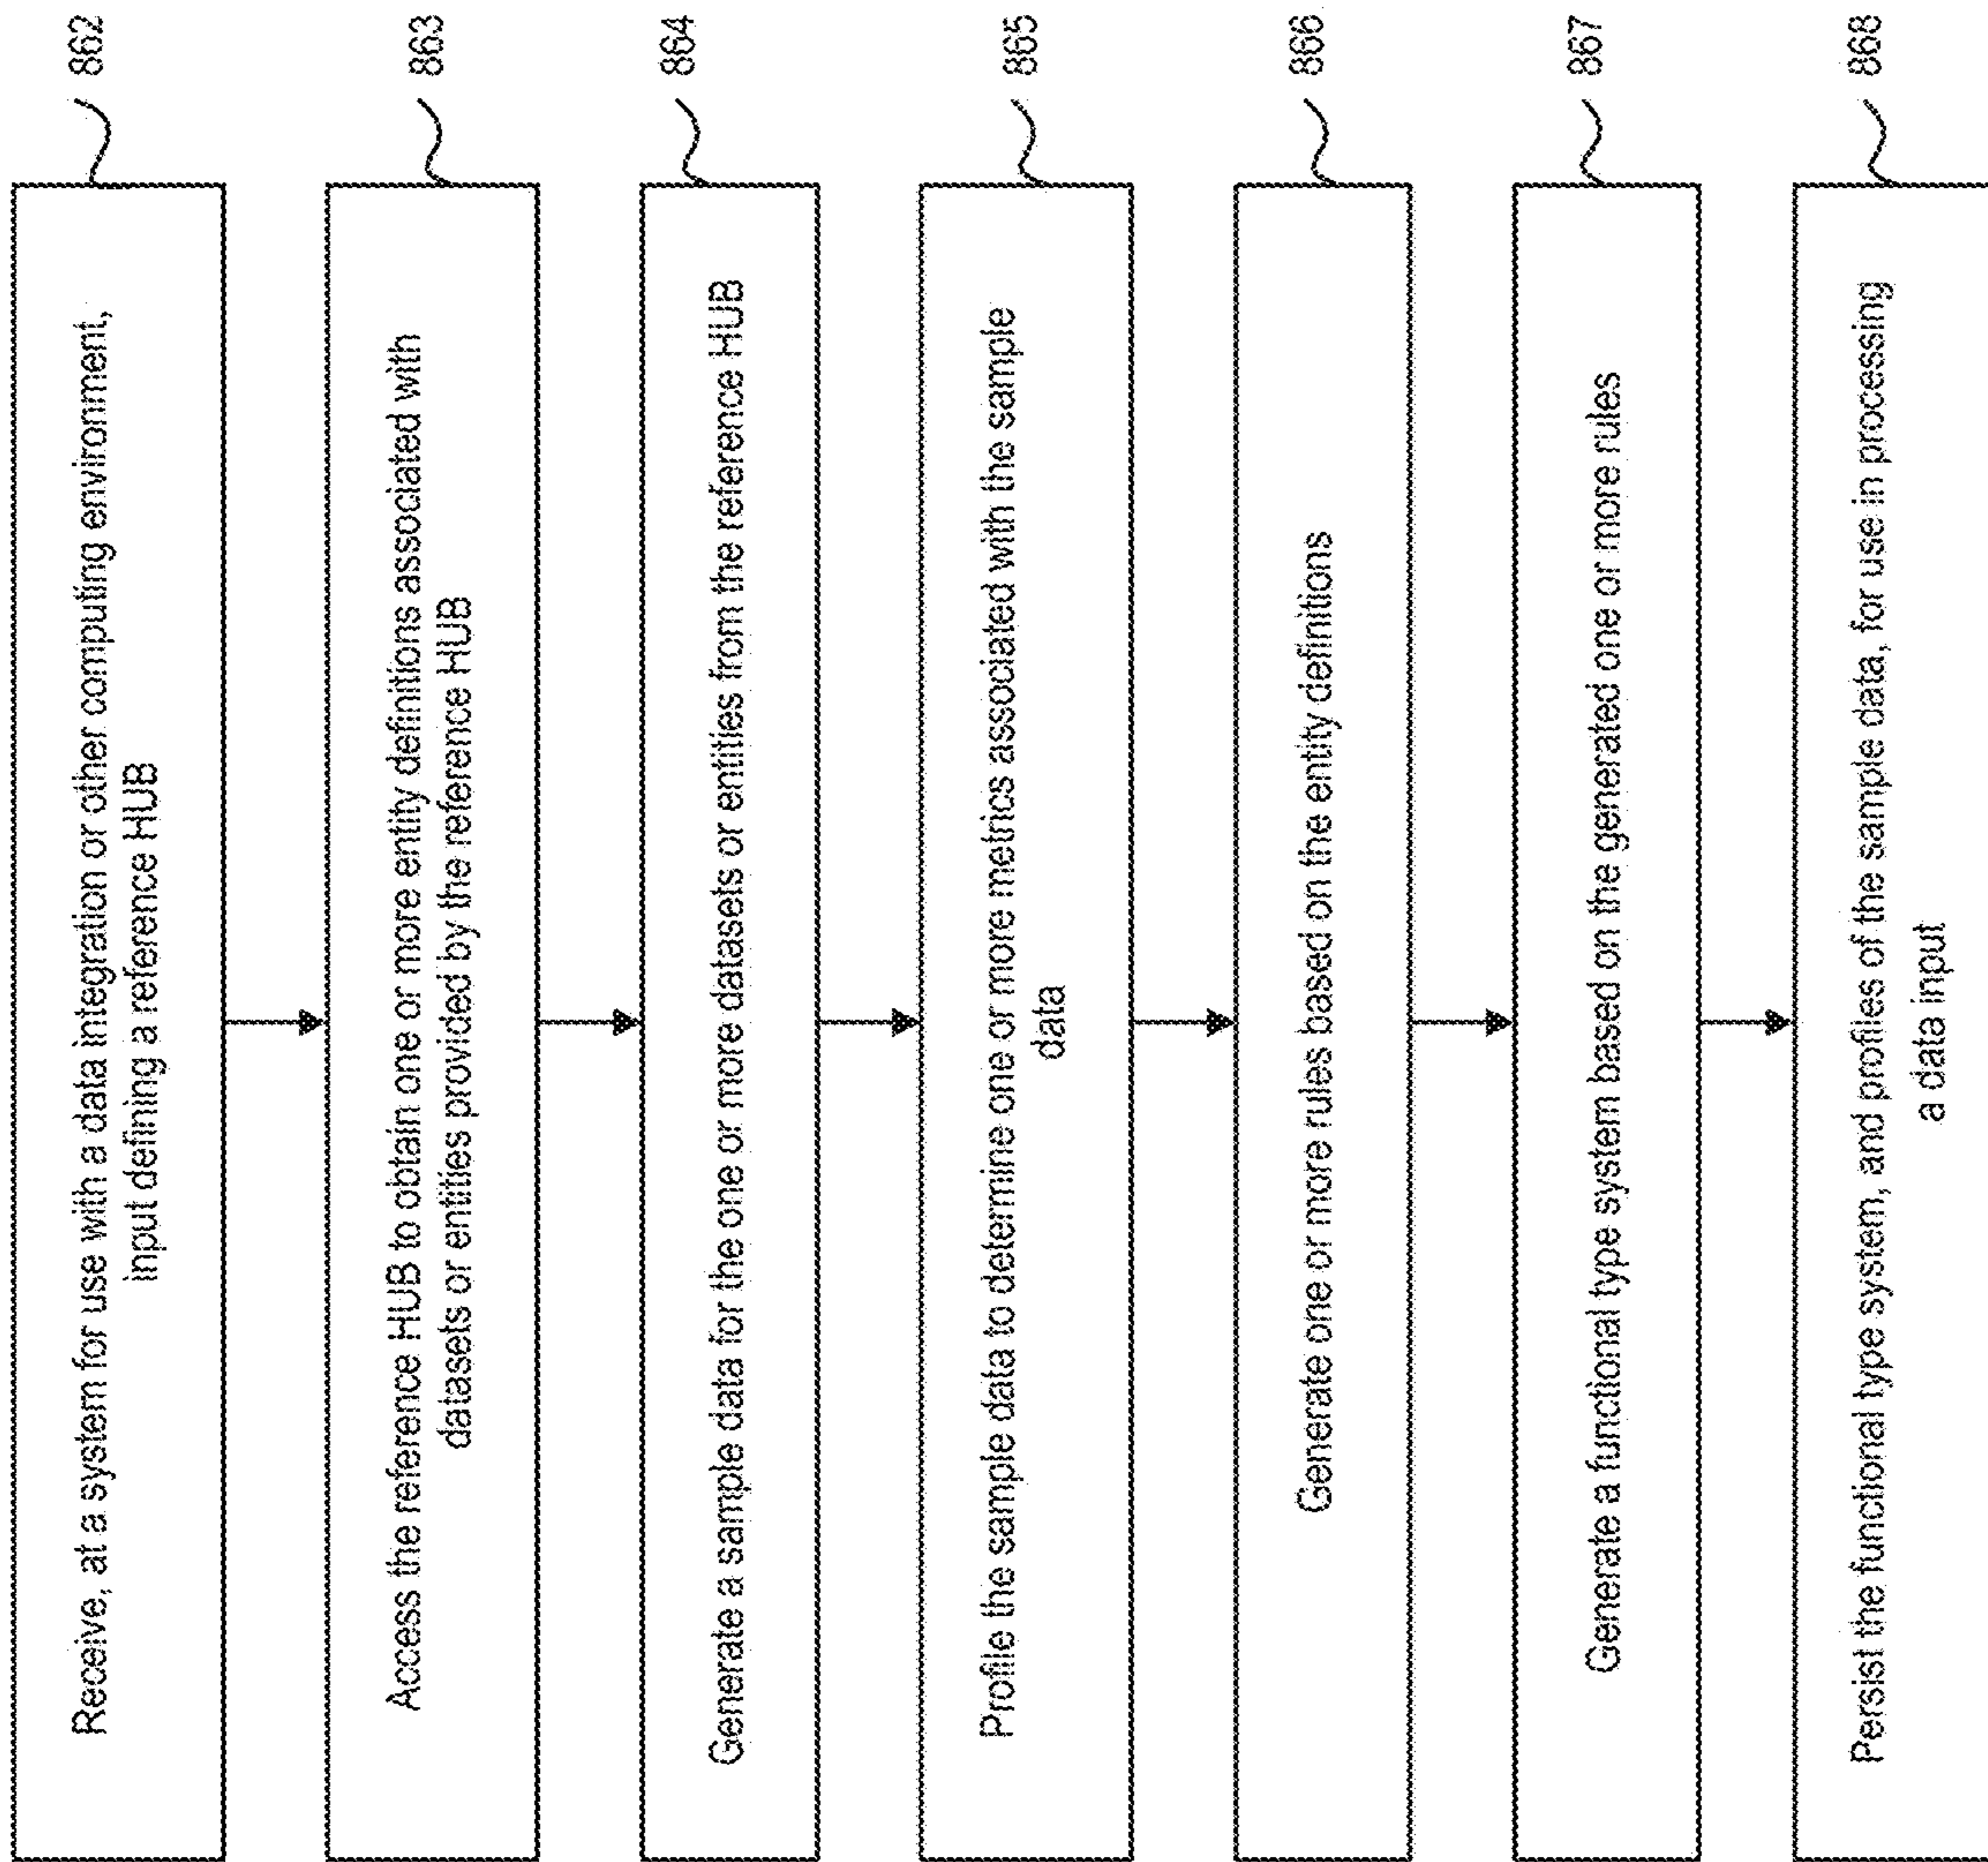 Receive, at a system for use with a data integration or other computing environment,
input defining a reference HUB
862
Access the reference HUB to obtain one or more entity definitions associated with
datasets or entities provided by the reference HUB
863
Generate a sample data for the one or more datasets or entities from the reference HUB
864
Profile the sample data to determine one or more metrics associated with the sample
data
865
Generate one or more rules based on the entity definitions
866
Generate a functional type system based on the generated one or more rules
867
Persist the functional type system, and profiles of the sample data, for use in processing
a data input
868